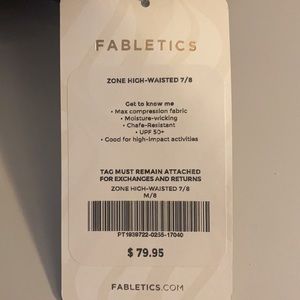 FABLETICS
ZONE HIGH-WAISTED 7/8
Get to know me
• Max compression fabric
• Moisture-wicking
• Chafe-Resistant
• UPF 50+
• Good for high-impact activities
TAG MUST REMAIN ATTACHED
FOR EXCHANGES AND RETURNS
ZONE HIGH-WAISTED 7/8
M/8
PT1939722-0255-17040
$ 79.95
FABLETICS.COM